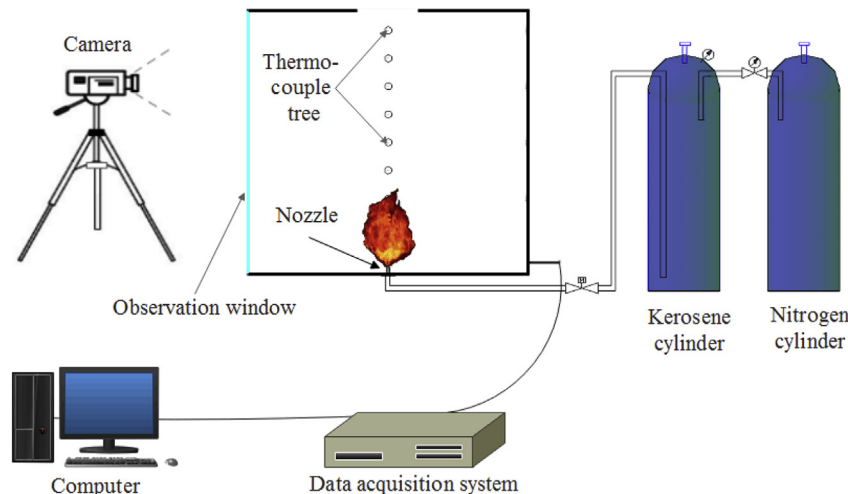 Camera
Thermo-
couple
tree
Nozzle
Observation window
Kerosene
cylinder
Nitrogen
cylinder
Computer
Data acquisition system